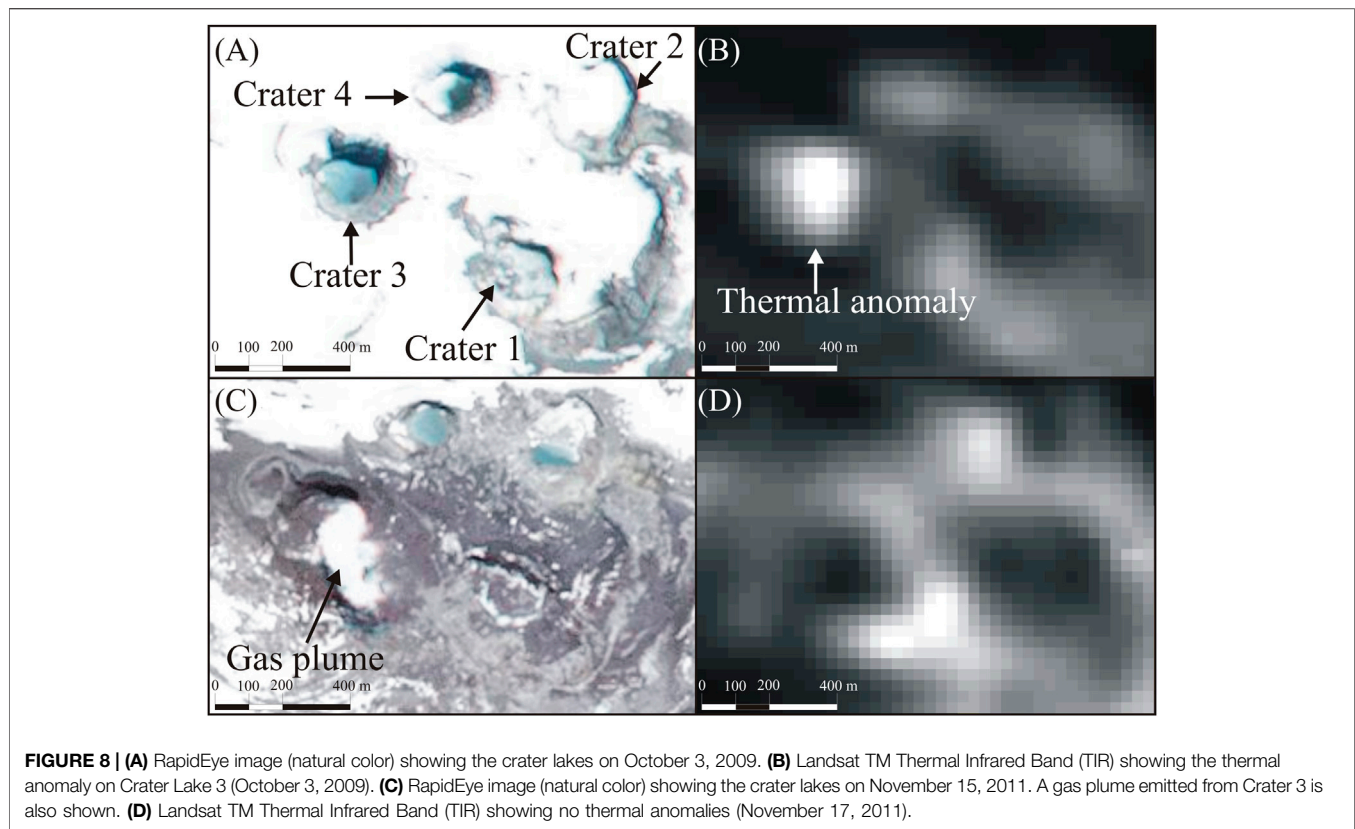 (A)
Crater 2
Crater 4
Crater 3
Crater 1
0 100 200 400 m
(B)
Thermal anomaly
0 100 200 400 m
(C)
Gas plume
0 100 200 400 m
(D)
0 100 200 400 m
FIGURE 8 | (A) RapidEye image (natural color) showing the crater lakes on October 3, 2009. (B) Landsat TM Thermal Infrared Band (TIR) showing the thermal
anomaly on Crater Lake 3 (October 3, 2009). (C) RapidEye image (natural color) showing the crater lakes on November 15, 2011. A gas plume emitted from Crater 3 is
also shown. (D) Landsat TM Thermal Infrared Band (TIR) showing no thermal anomalies (November 17, 2011).